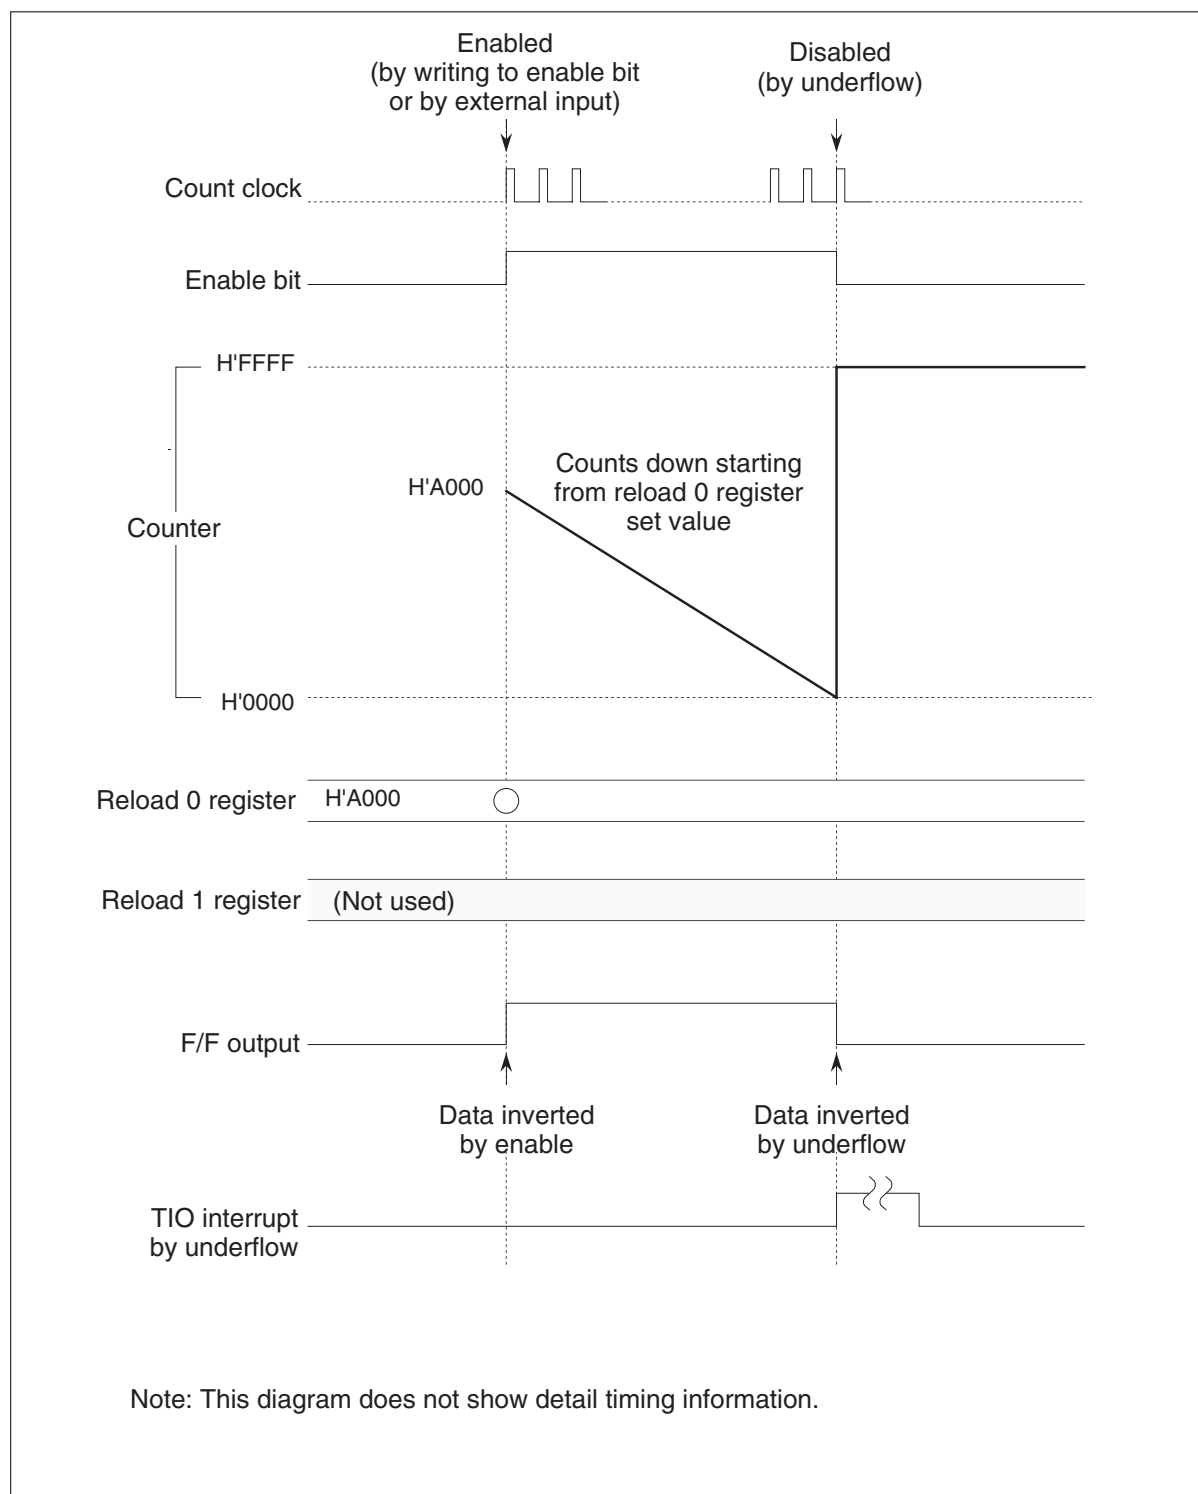 Enabled
(by writing to enable bit
or by external input)
Disabled
(by underflow)
Count clock
Enable bit
H'FFFF
H'A000
Counts down starting
from reload 0 register
set value
Counter
H'0000
Reload 0 register
H'A000
Reload 1 register
(Not used)
F/F output
Data inverted
by enable
Data inverted
by underflow
TIO interrupt
by underflow
Note: This diagram does not show detail timing information.